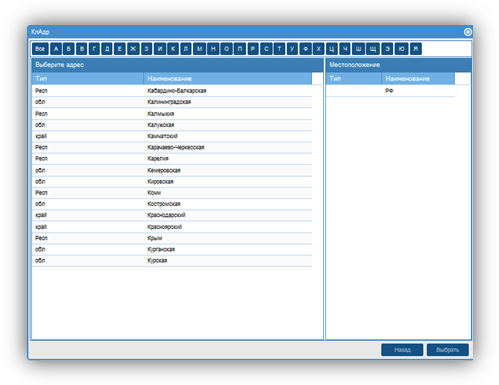 КлАдр
Все А Б В Г Д Е Ж З И К Л М Н О П Р С Т У Ф Х Ц Ч Ш Щ Э Ю Я
Выберите адрес Местоположение
Тип Наименование Тип Наименование
Респ Кабардино-Балкарская РФ
обл Калининградская
Респ Калмыкия
обл Калужская
край Камчатский
Респ Карачаево-Черкесская
Респ Карелия
обл Кемеровская
обл Кировская
Респ Коми
обл Костромская
край Краснодарский
край Красноярский
Респ Крым
обл Курганская
обл Курская
Назад Выбрать